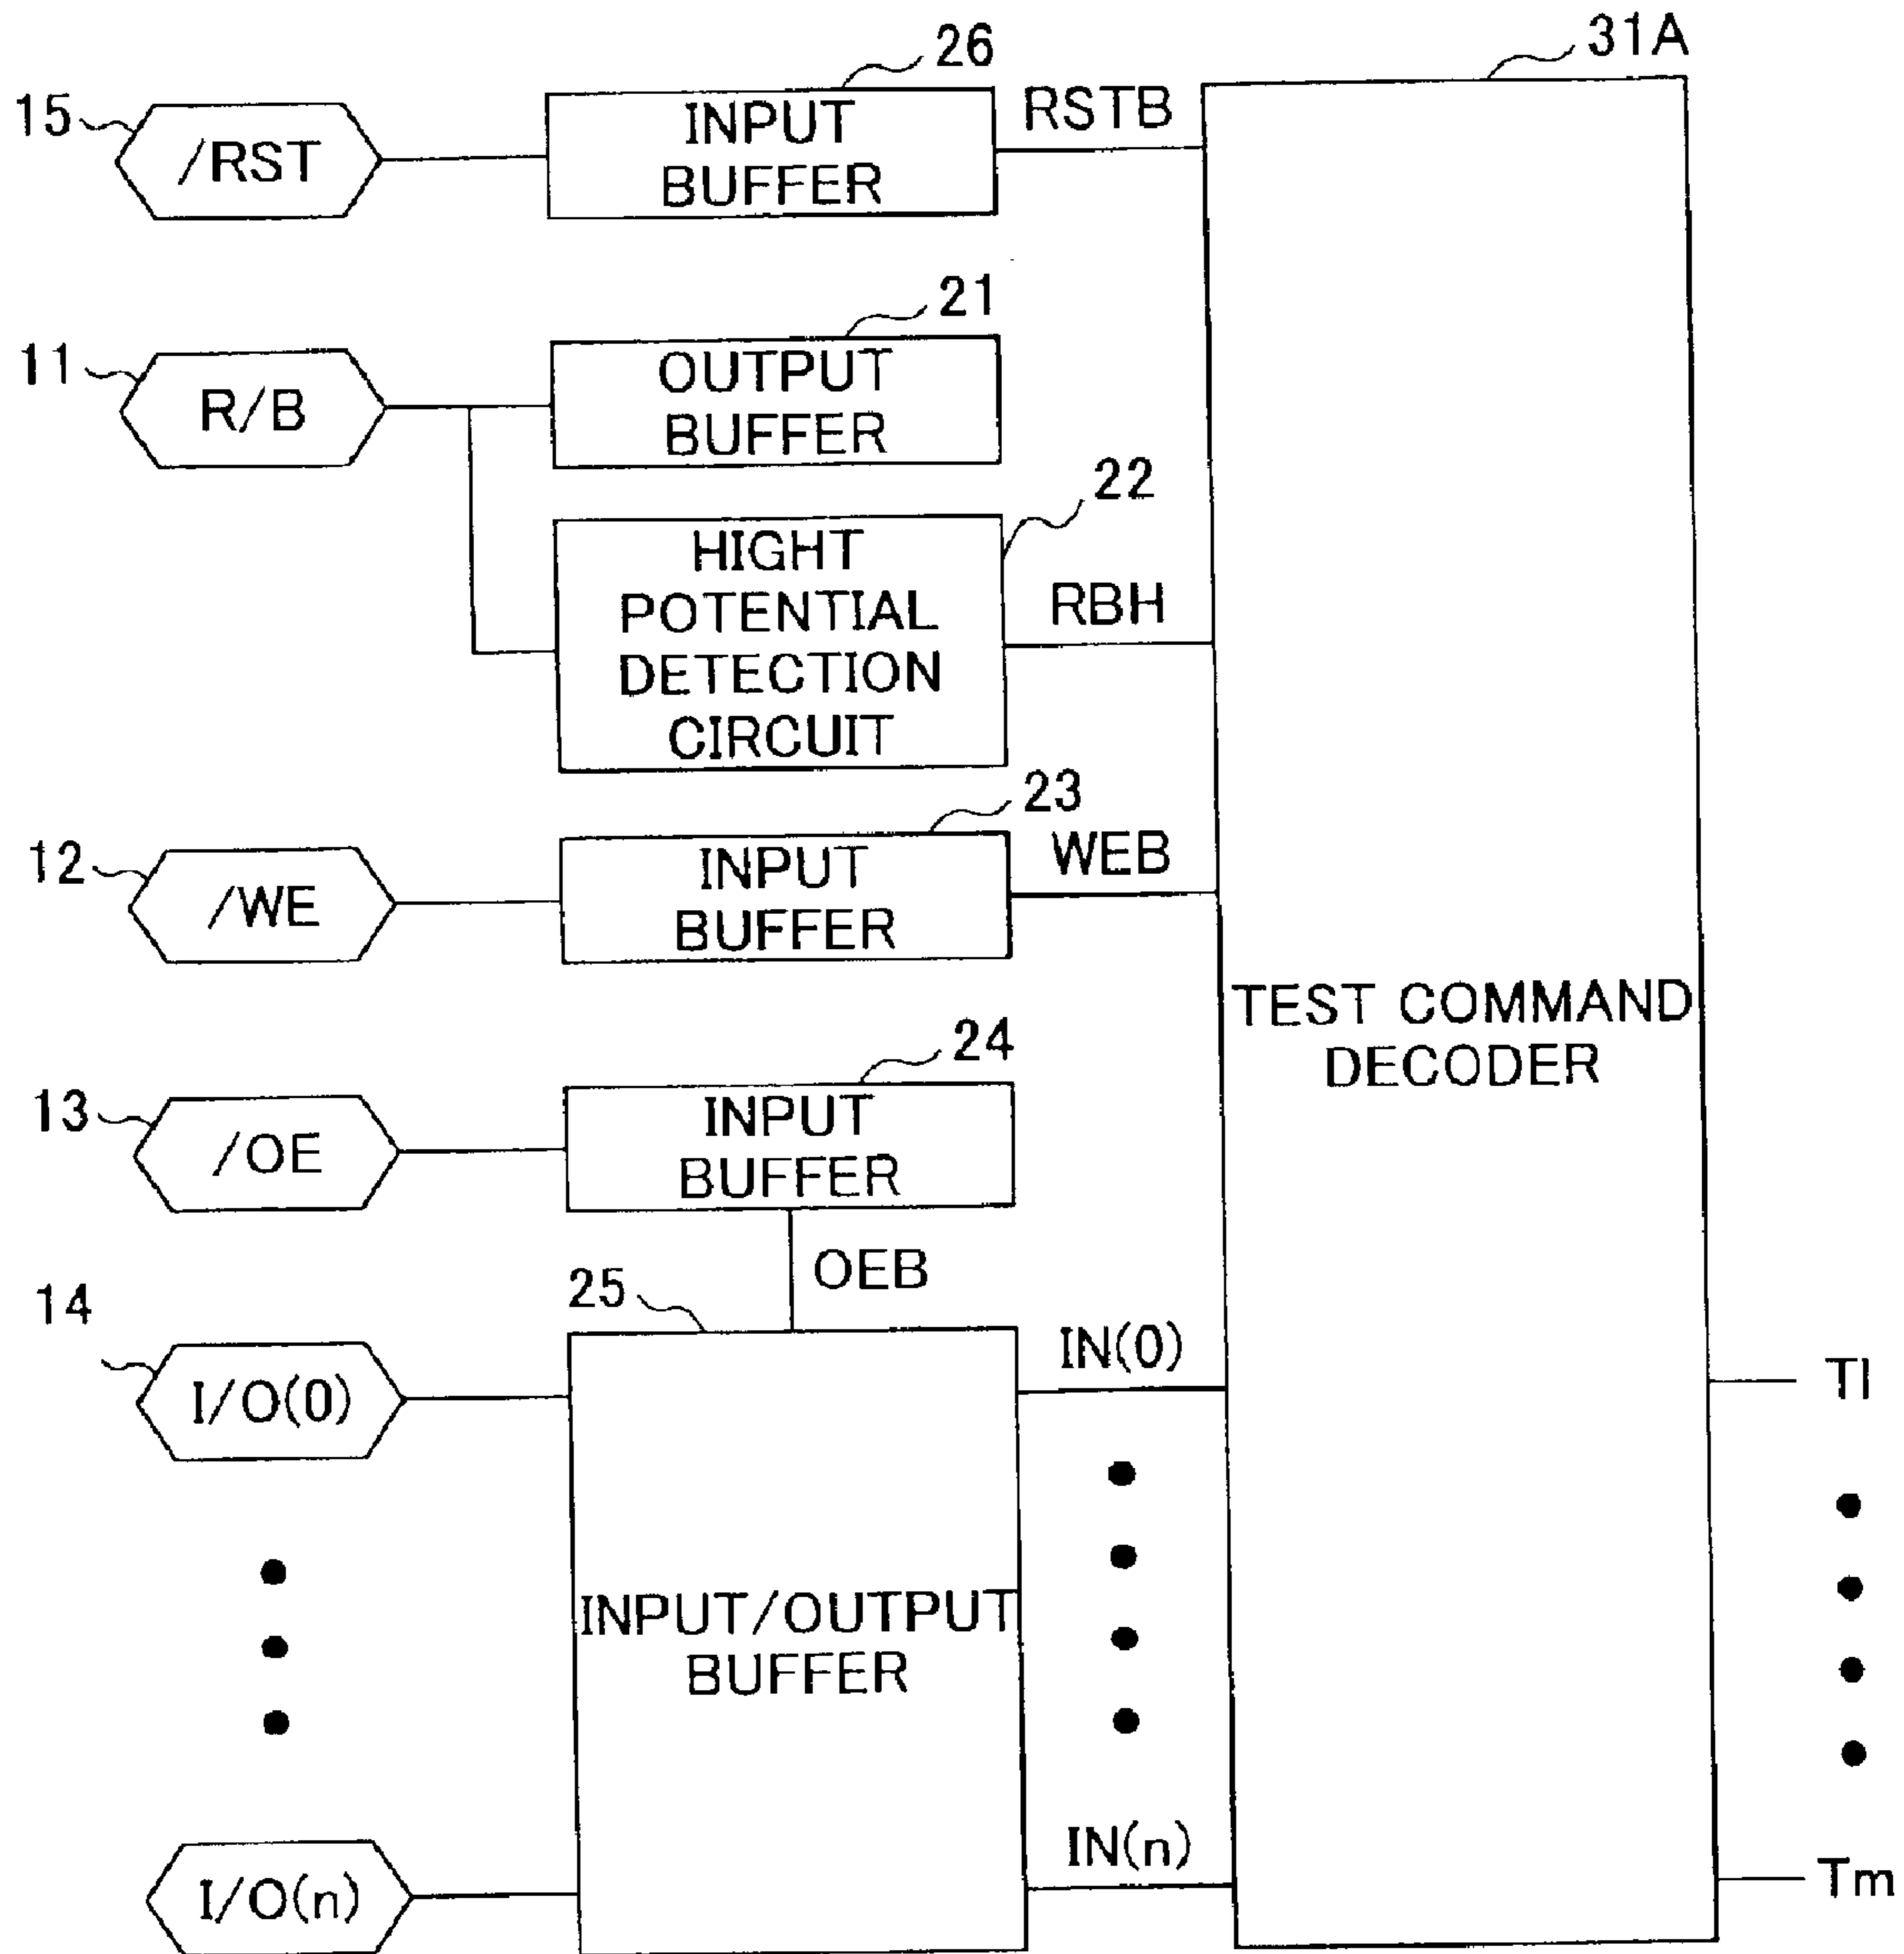 31A
26
15
/RST
INPUT
BUFFER
RSTB
21
11
R/B
OUTPUT
BUFFER
22
HIGHT
POTENTIAL
DETECTION
CIRCUIT
RBH
23
12
/WE
INPUT
BUFFER
WEB
TEST COMMAND
DECODER
24
13
/OE
INPUT
BUFFER
OEB
25
14
I/O(0)
IN(0)
Tl
INPUT/OUTPUT
BUFFER
I/O(n)
IN(n)
Tm